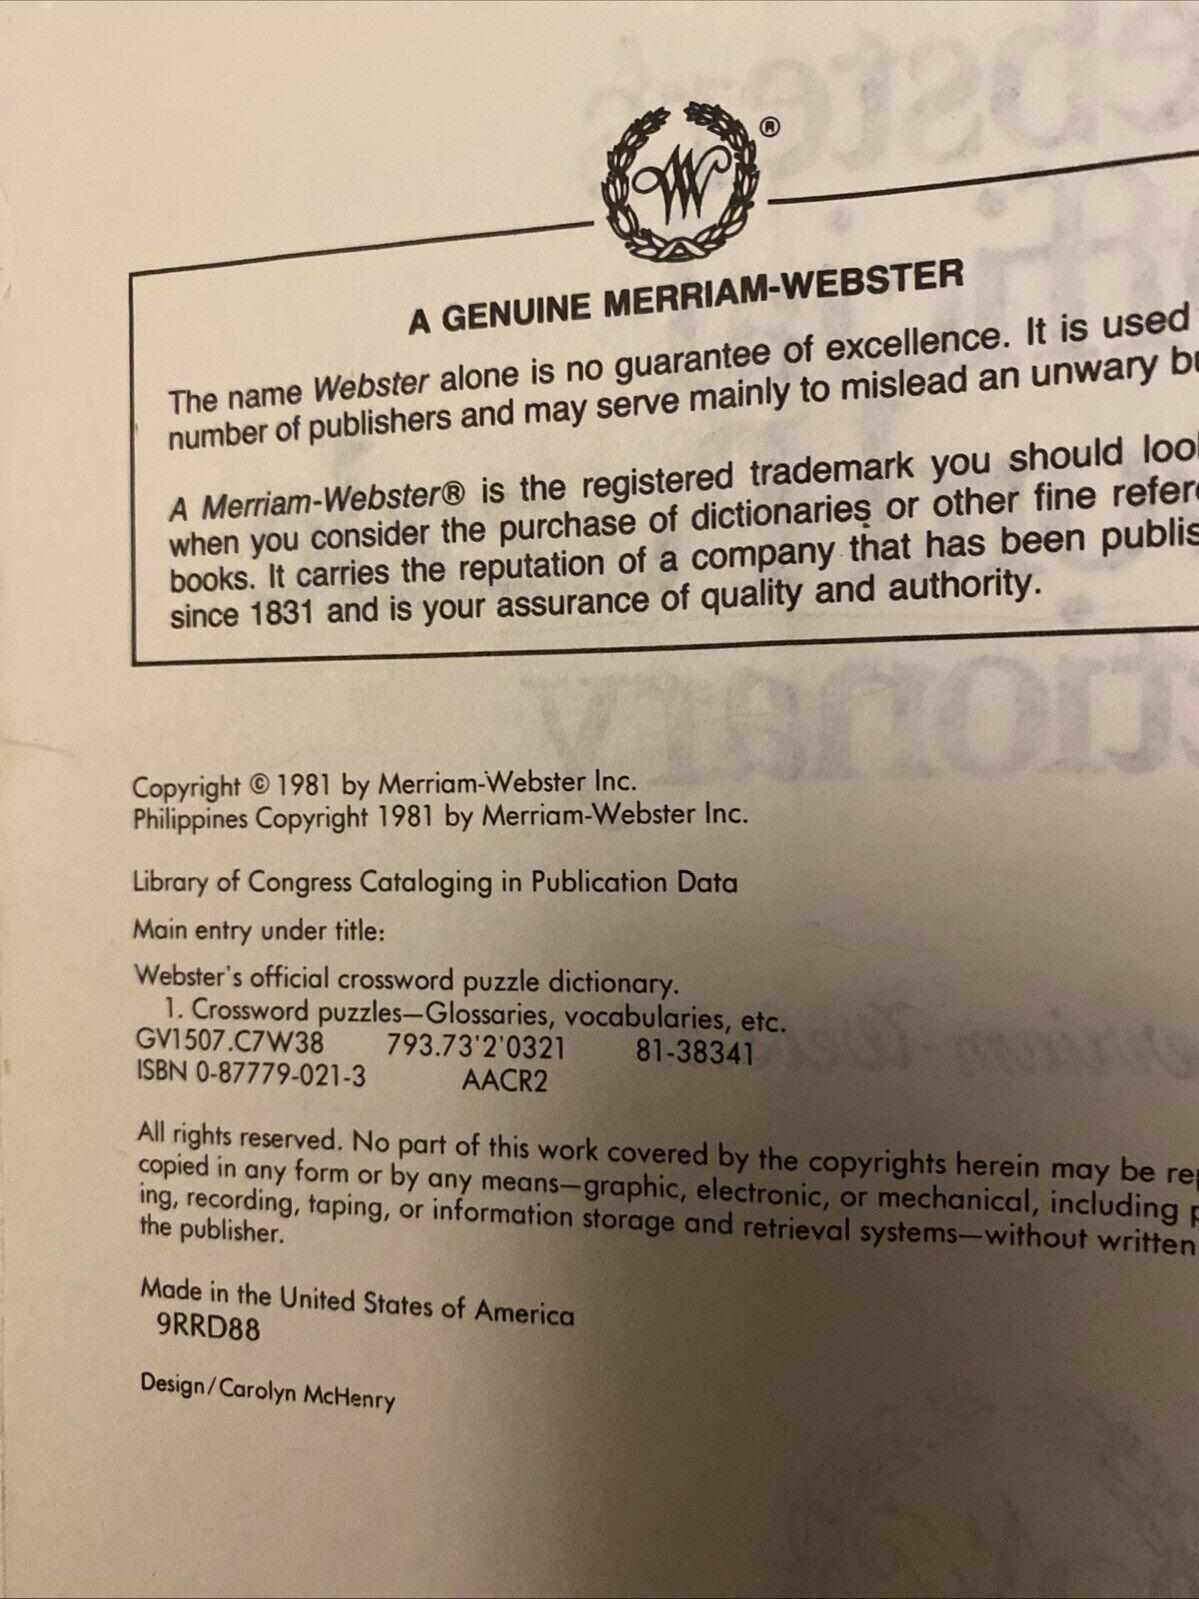 W ®
A GENUINE MERRIAM-WEBSTER
The name Webster alone is no guarantee of excellence. It is used
number of publishers and may serve mainly to mislead an unwary bu
A Merriam-Webster® is the registered trademark you should loo
when you consider the purchase of dictionaries or other fine refere
books. It carries the reputation of a company that has been publis
since 1831 and is your assurance of quality and authority.
Copyright © 1981 by Merriam-Webster Inc.
Philippines Copyright 1981 by Merriam-Webster Inc.
Library of Congress Cataloging in Publication Data
Main entry under title:
Webster's official crossword puzzle dictionary.
1. Crossword puzzles—Glossaries, vocabularies, etc.
GV1507.C7W38 793.73'2'0321 81-38341
ISBN 0-87779-021-3 AACR2
All rights reserved. No part of this work covered by the copyrights herein may be rep
copied in any form or by any means—graphic, electronic, or mechanical, including p
ing, recording, taping, or information storage and retrieval systems—without written
the publisher.
Made in the United States of America
9RRD88
Design/Carolyn McHenry